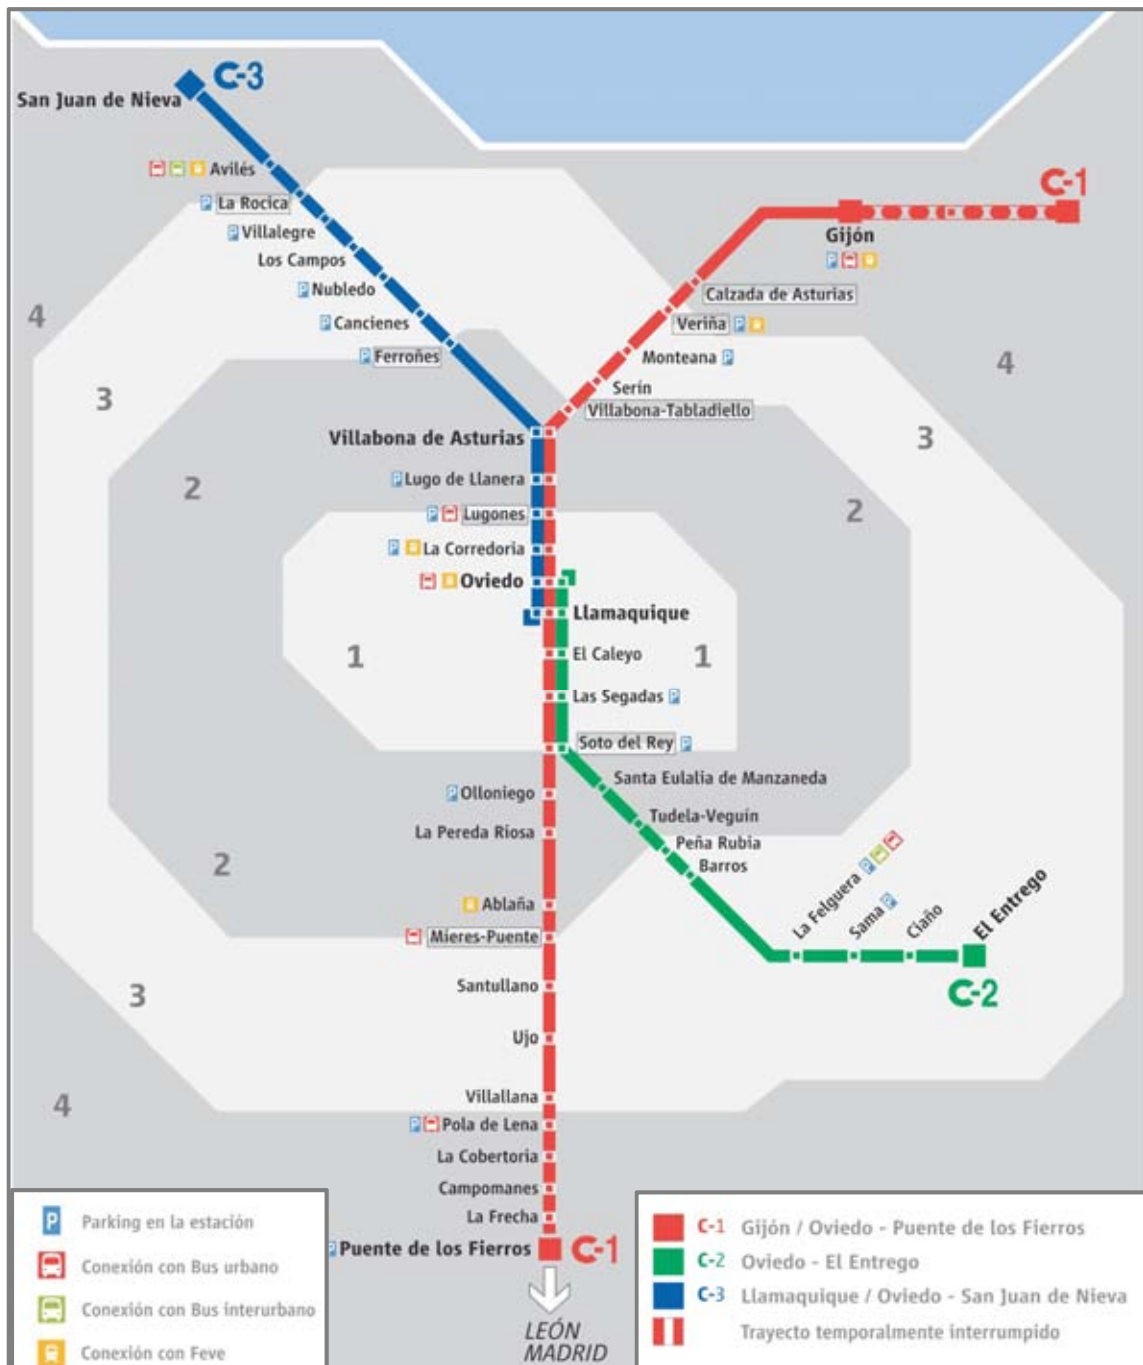 C-3
San Juan de Nieva
C-1
Avilés
La Rocica
Villalegre
Los Campos
Nubledo
Cancienes
Ferroñes
Gijón
Calzada de Asturias
Veriña
Monteana
Serín
Villabona-Tabladiello
4
4
3
3
2
2
Villabona de Asturias
Lugo de Llanera
Lugones
La Corredoria
Oviedo
Llamaquique
1
1
El Caleyo
Las Segadas
Soto del Rey
Santa Eulalia de Manzaneda
Tudela-Veguín
Peña Rubia
Barros
La Felguera
Sama
Ciaño
El Entrego
C-2
Olloniego
La Pereda Riosa
2
Ablaña
Mieres-Puente
Santullano
3
Ujo
Villallana
4
Pola de Lena
La Cobertoria
Campomanes
La Frecha
Puente de los Fierros
C-1
LEÓN
MADRID
P Parking en la estación
Conexión con Bus urbano
Conexión con Bus interurbano
Conexión con Feve
C-1 Gijón / Oviedo - Puente de los Fierros
C-2 Oviedo - El Entrego
C-3 Llamaquique / Oviedo - San Juan de Nieva
Trayecto temporalmente interrumpido